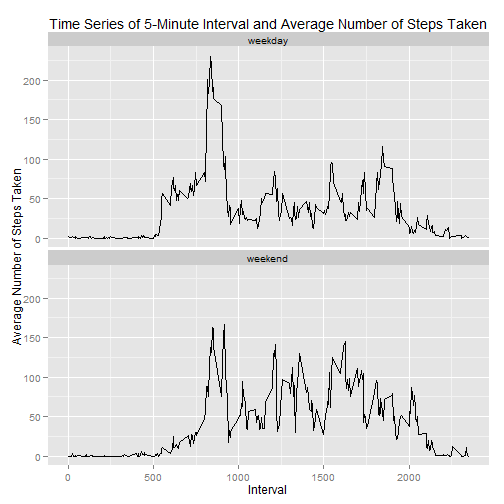 Time Series of 5-Minute Interval and Average Number of Steps Taken
weekday
200
150
100
50
0
Average Number of Steps Taken
weekend
200
150
100
50
0
0 500 1000 1500 2000
Interval